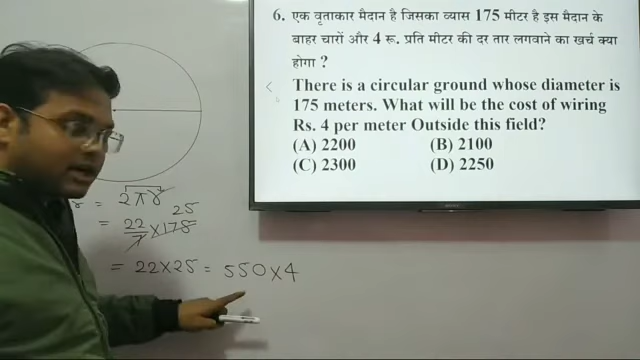 6. एक वृताकार मैदान है जिसका व्यास 175 मीटर है इस मैदान के
बाहर चारों और 4 रू. प्रति मीटर की दर तार लगवाने का खर्च क्या
होगा ?
There is a circular ground whose diameter is
175 meters. What will be the cost of wiring
Rs. 4 per meter Outside this field?
(A) 2200 (B) 2100
(C) 2300 (D) 2250
= 2πr
= 22/7 × 175 25
= 22×25 = 550×4